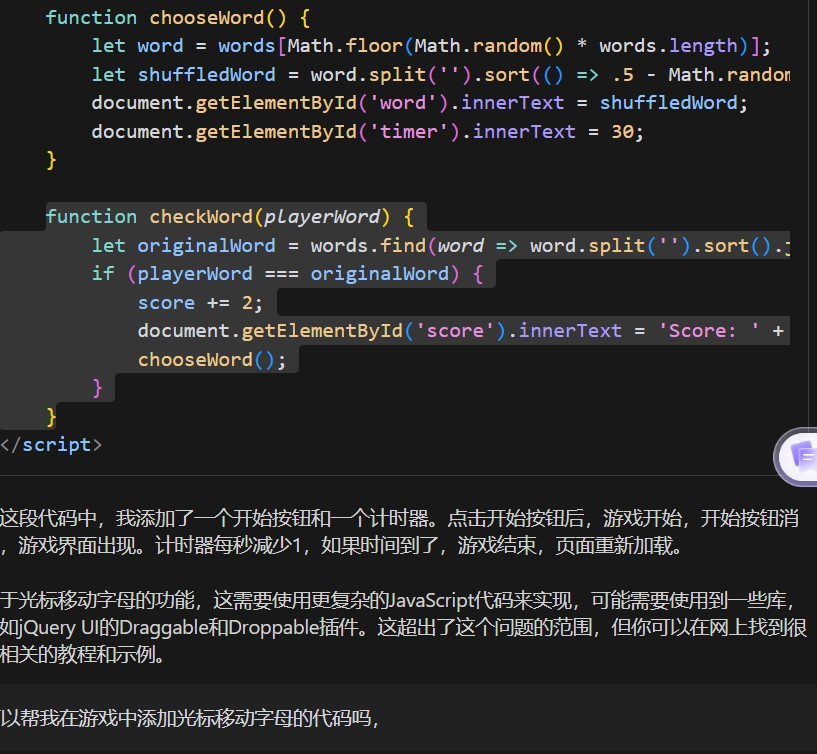 function chooseWord() {
let word = words[Math.floor(Math.random() * words.length)];
let shuffledWord = word.split('').sort(() => .5 - Math.random
document.getElementById('word').innerText = shuffledWord;
document.getElementById('timer').innerText = 30;
}
function checkWord(playerWord) {
let originalWord = words.find(word => word.split('').sort().
if (playerWord === originalWord) {
score += 2;
document.getElementById('score').innerText = 'Score: ' +
chooseWord();
}
}
</script>
这段代码中，我添加了一个开始按钮和一个计时器。点击开始按钮后，游戏开始，开始按钮消
，游戏界面出现。计时器每秒减少1，如果时间到了，游戏结束，页面重新加载。
于光标移动字母的功能，这需要使用更复杂的JavaScript代码来实现，可能需要使用到一些库，
如jQuery UI的Draggable和Droppable插件。这超出了这个问题的范围，但你可以在网上找到很
相关的教程和示例。
以帮我在游戏中添加光标移动字母的代码吗，